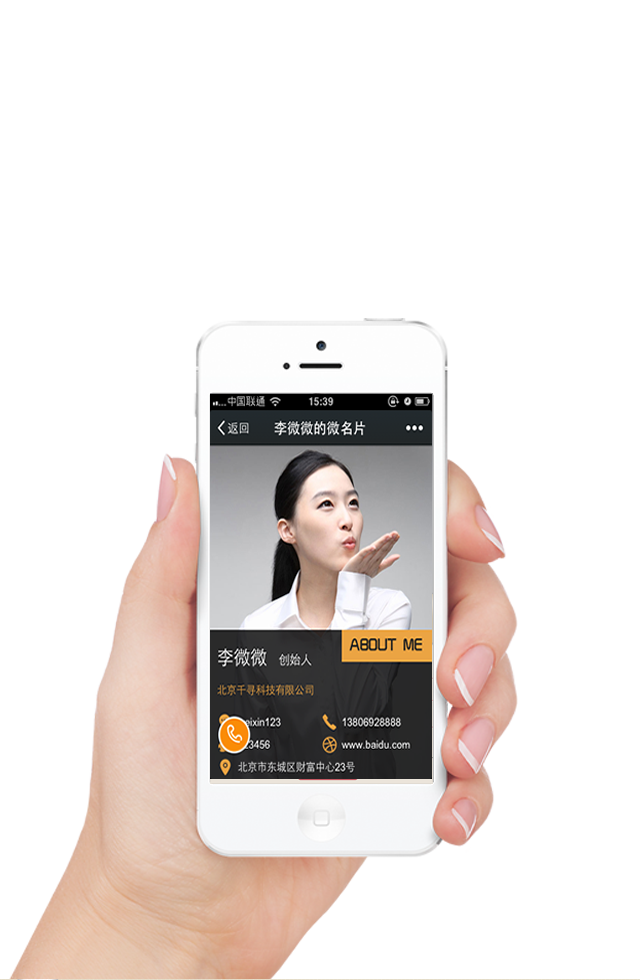 中国联通 15:39
返回 李微微的微名片
ABOUT ME
李微微 创始人
北京千寻科技有限公司
eixin123 13806928888
23456 www.baidu.com
北京市东城区财富中心23号